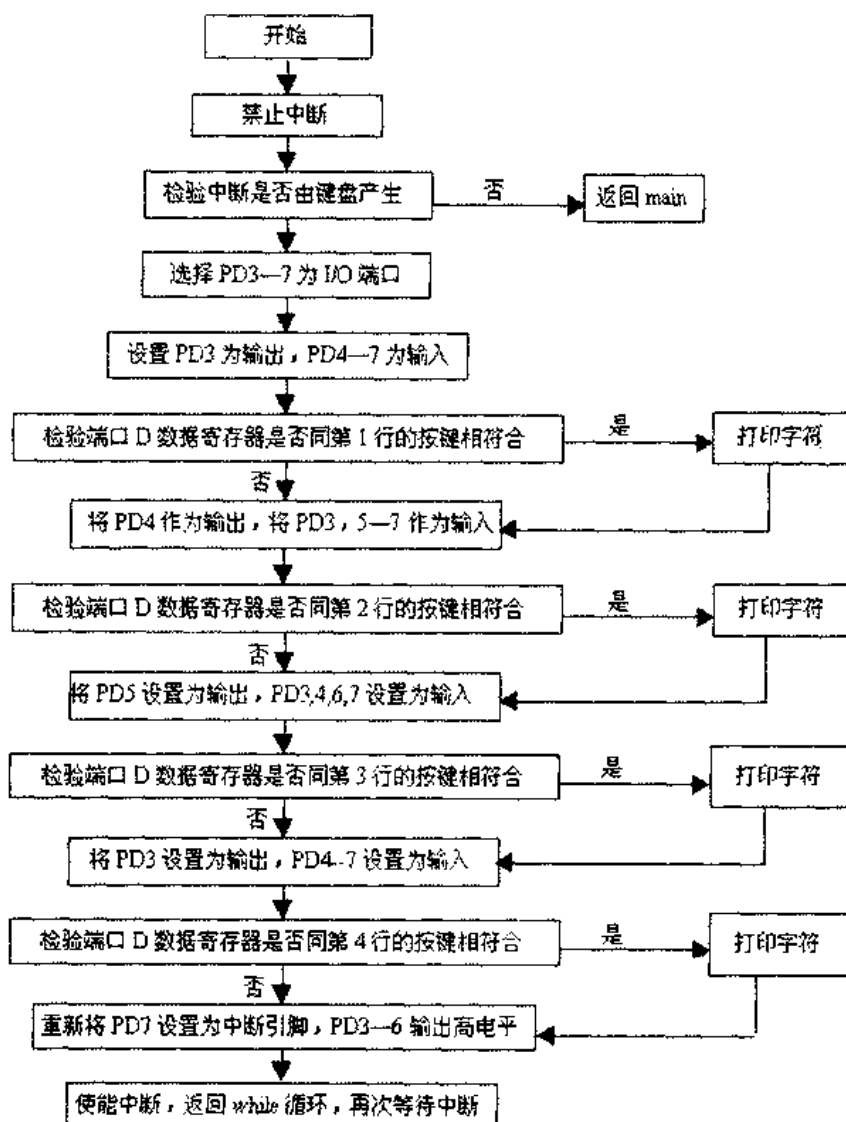 开始
禁止中断
检验中断是否由键盘产生
否
返回 main
选择 PD3—7 为 I/O 端口
设置 PD3 为输出，PD4—7 为输入
检验端口 D 数据寄存器是否同第 1 行的按键相符合
是
打印字符
否
将 PD4 作为输出，将 PD3，5—7 作为输入
检验端口 D 数据寄存器是否同第 2 行的按键相符合
是
打印字符
否
将 PD5 设置为输出，PD3,4,6,7 设置为输入
检验端口 D 数据寄存器是否同第 3 行的按键相符合
是
打印字符
否
将 PD3 设置为输出，PD4--7 设置为输入
检验端口 D 数据寄存器是否同第 4 行的按键相符合
是
打印字符
否
重新将 PD7 设置为中断引脚，PD3—6 输出高电平
使能中断，返回 while 循环，再次等待中断